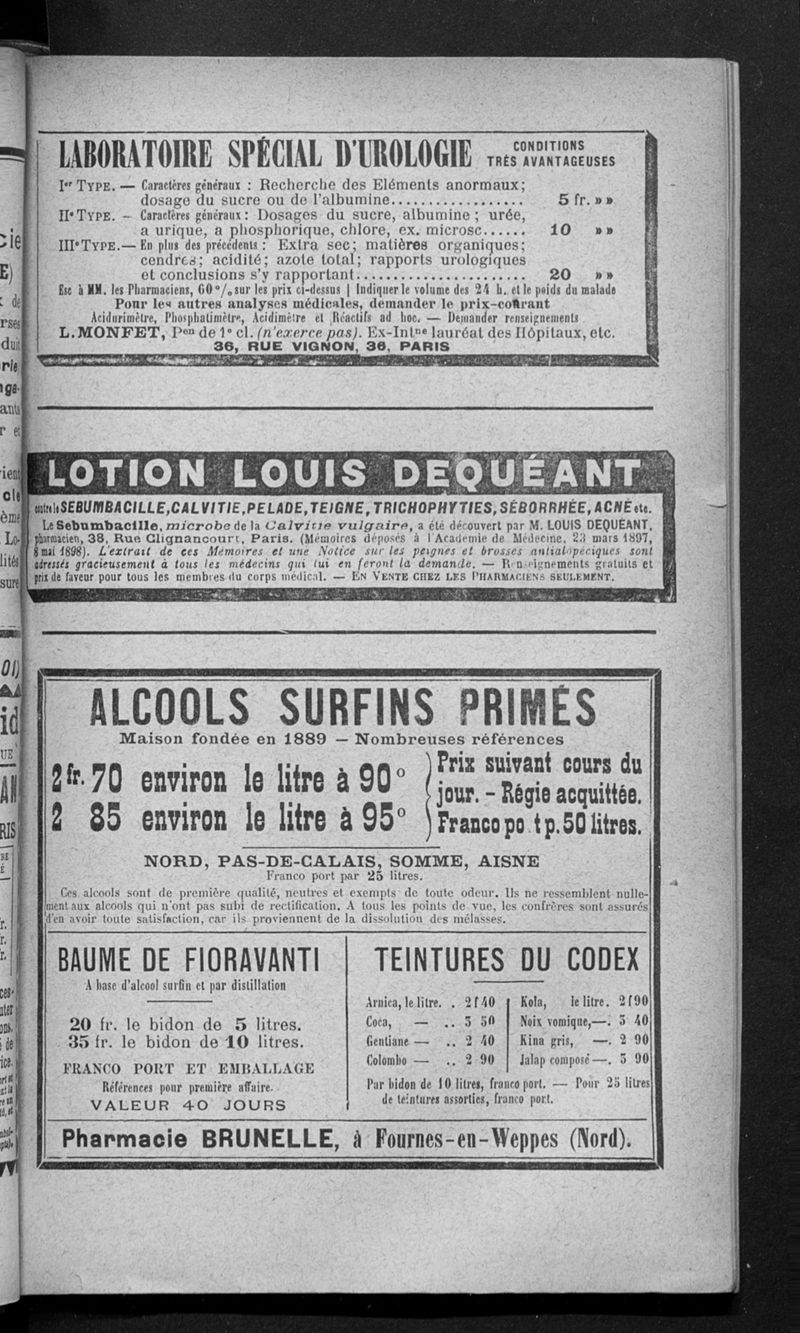 LABORATOIRE SPÉCIAL D'UROLOGIE CONDITIONS TRÈS AVANTAGEUSES
Ier TYPE. — Caractères généraux : Recherche des Eléments anormaux;
dosage du sucre ou de l'albumine.................. 5 fr. »»
IIe TYPE. — Caractères généraux : Dosages du sucre, albumine; urée,
a urique, a phosphorique, chlore, ex. microsc...... 10 »»
IIIe TYPE.— En plus des précédents : Extra sec; matières organiques;
cendres; acidité; azote total; rapports urologiques
et conclusions s'y rapportant........................ 20 »»
Esc à MM. les Pharmaciens, 60 °/o sur les prix ci-dessus | Indiquer le volume des 24 h. et le poids du malade
Pour les autres analyses médicales, demander le prix-courant
Acidurimètre, Phosphatimètre, Acidimètre et Réactifs ad hoc. — Demander renseignements
L. MONFET, Pen de 1e cl. (n'exerce pas). Ex-Intne lauréat des Hôpitaux, etc.
36, RUE VIGNON, 36, PARIS
LOTION LOUIS DEQUÉANT
contre le SEBUMBACILLE, CALVITIE, PELADE, TEIGNE, TRICHOPHYTIES, SÉBORRHÉE, ACNÉ etc.
Le Sebumbacille, microbe de la Calvitie vulgaire, a été découvert par M. LOUIS DEQUEANT,
pharmacien, 38, Rue Clignancourt, Paris. (Mémoires déposés à l'Académie de Médecine, 23 mars 1897,
8 mai 1898). L'extrait de ces Mémoires et une Notice sur les peignes et brosses antialopéciques sont
adressés gracieusement à tous les médecins qui lui en feront la demande. — Renseignements gratuits et
prix de faveur pour tous les membres du corps médical. — EN VENTE CHEZ LES PHARMACIENS SEULEMENT.
ALCOOLS SURFINS PRIMÉS
Maison fondée en 1889 — Nombreuses références
2 fr. 70 environ le litre à 90°
2 85 environ le litre à 95°
Prix suivant cours du
jour. - Régie acquittée.
Franco po t p. 50 litres.
NORD, PAS-DE-CALAIS, SOMME, AISNE
Franco port par 25 litres.
Ces alcools sont de première qualité, neutres et exempts de toute odeur. Ils ne ressemblent nulle-
ment aux alcools qui n'ont pas subi de rectification. A tous les points de vue, les confrères sont assurés
d'en avoir toute satisfaction, car ils proviennent de la dissolution des mélasses.
BAUME DE FIORAVANTI
A base d'alcool surfin et par distillation
20 fr. le bidon de 5 litres.
35 fr. le bidon de 10 litres.
FRANCO PORT ET EMBALLAGE
Références pour première affaire.
VALEUR 40 JOURS
TEINTURES DU CODEX
Arnica, le litre. . 2 f 40
Coca, — .. 3 50
Gentiane — .. 2 40
Colombo — .. 2 90
Kola, le litre. 2 f 90
Noix vomique, —. 3 40
Kina gris, —. 2 90
Jalap composé —. 3 90
Par bidon de 10 litres, franco port. — Pour 25 litres
de teintures assorties, franco port.
Pharmacie BRUNELLE, à Fournes-en-Weppes (Nord).